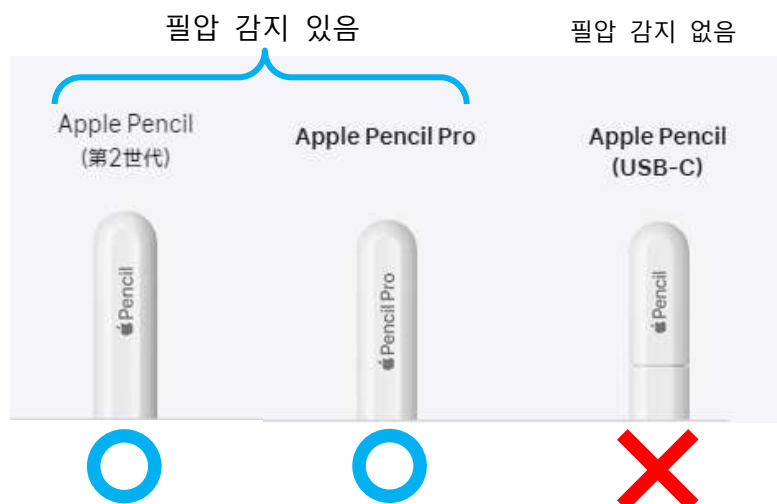 필압 감지 있음
필압 감지 없음
Apple Pencil
(第2世代)
Apple Pencil Pro
Apple Pencil
(USB-C)
Pencil
Pencil Pro
Pencil